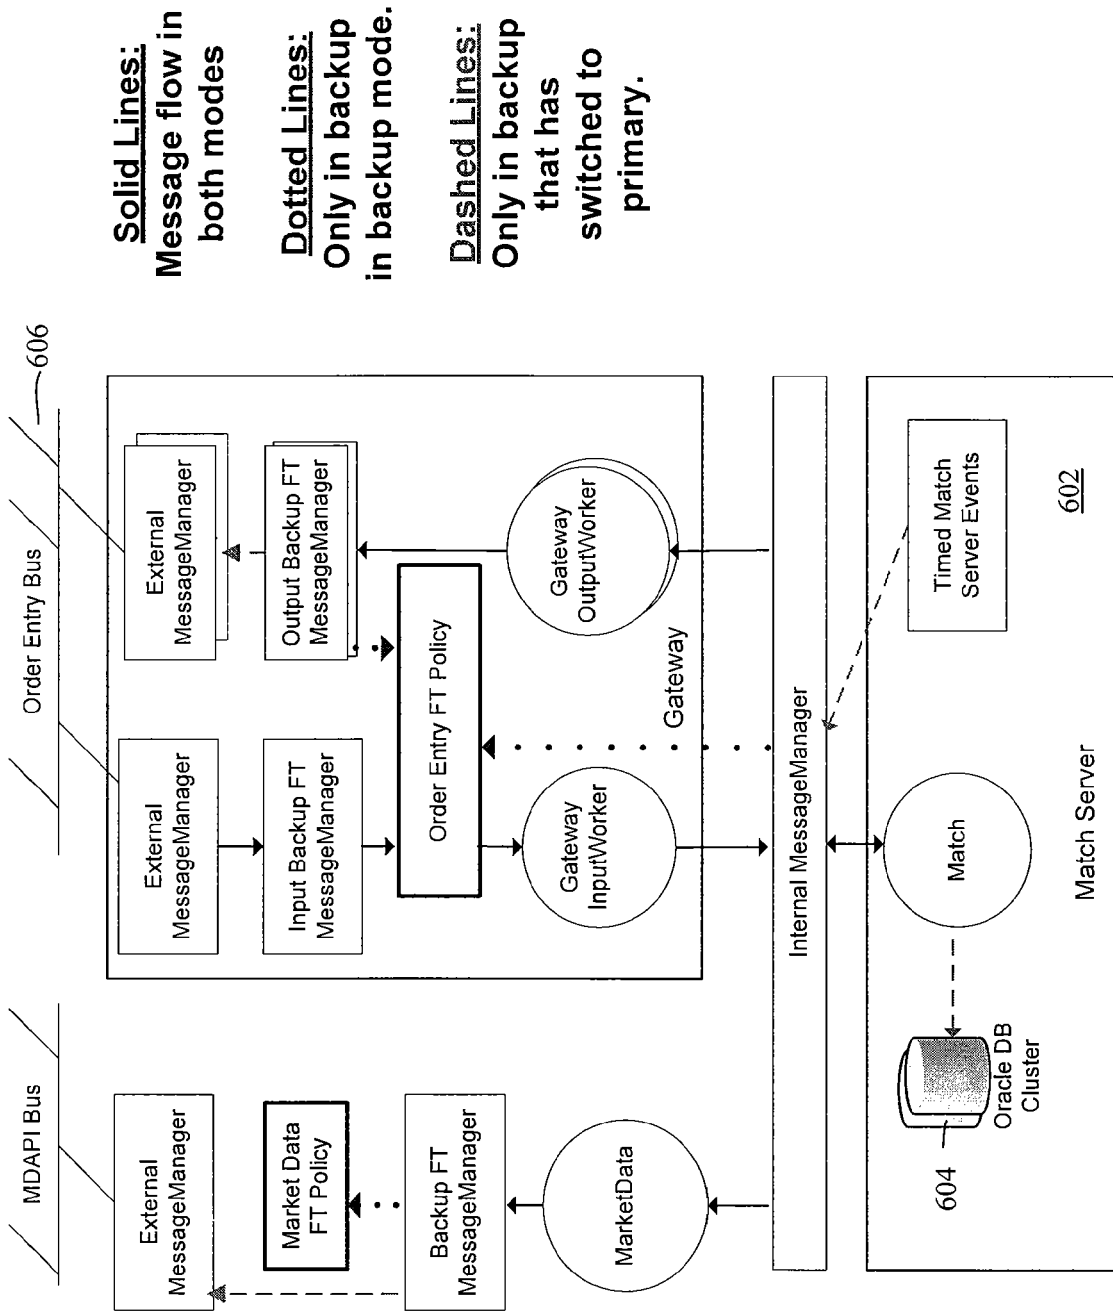 Solid Lines:
Message flow in
both modes
Dotted Lines:
Only in backup
in backup mode.
Dashed Lines:
Only in backup
that has
switched to
primary.
606
Order Entry Bus
MDAPI Bus
External
MessageManager
Output Backup FT
MessageManager
External
MessageManager
Input Backup FT
MessageManager
Order Entry FT Policy
Gateway
OutputWorker
Gateway
InputWorker
Gateway
External
MessageManager
Market Data
FT Policy
Backup FT
MessageManager
MarketData
Internal MessageManager
Timed Match
Server Events
602
Match
Match Server
Oracle DB
Cluster
604